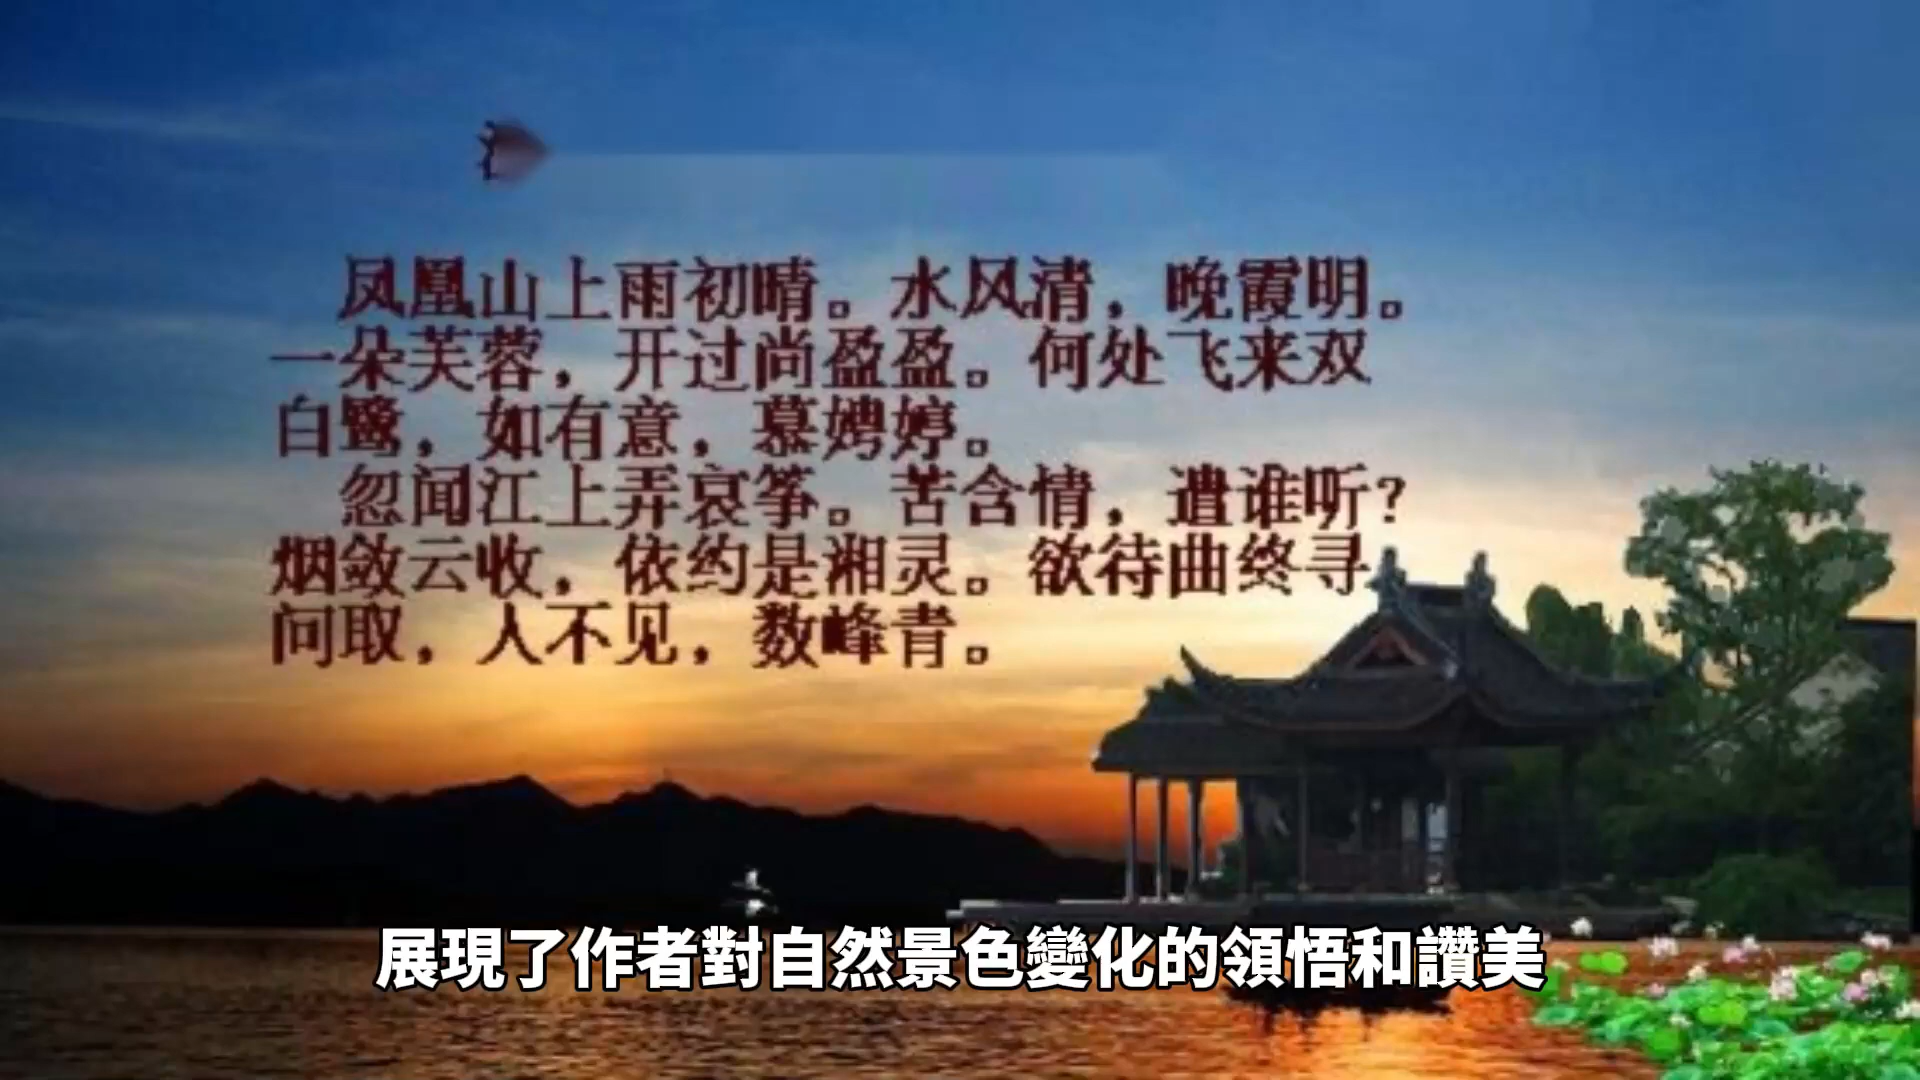 凤凰山上雨初晴。水风清，晚霞明。
一朵芙蓉，开过尚盈盈。何处飞来双
白鹭，如有意，慕娉婷。
忽闻江上弄哀筝。苦含情，遣谁听？
烟敛云收，依约是湘灵。欲待曲终寻
问取，人不见，数峰青。
展現了作者對自然景色變化的領悟和讚美